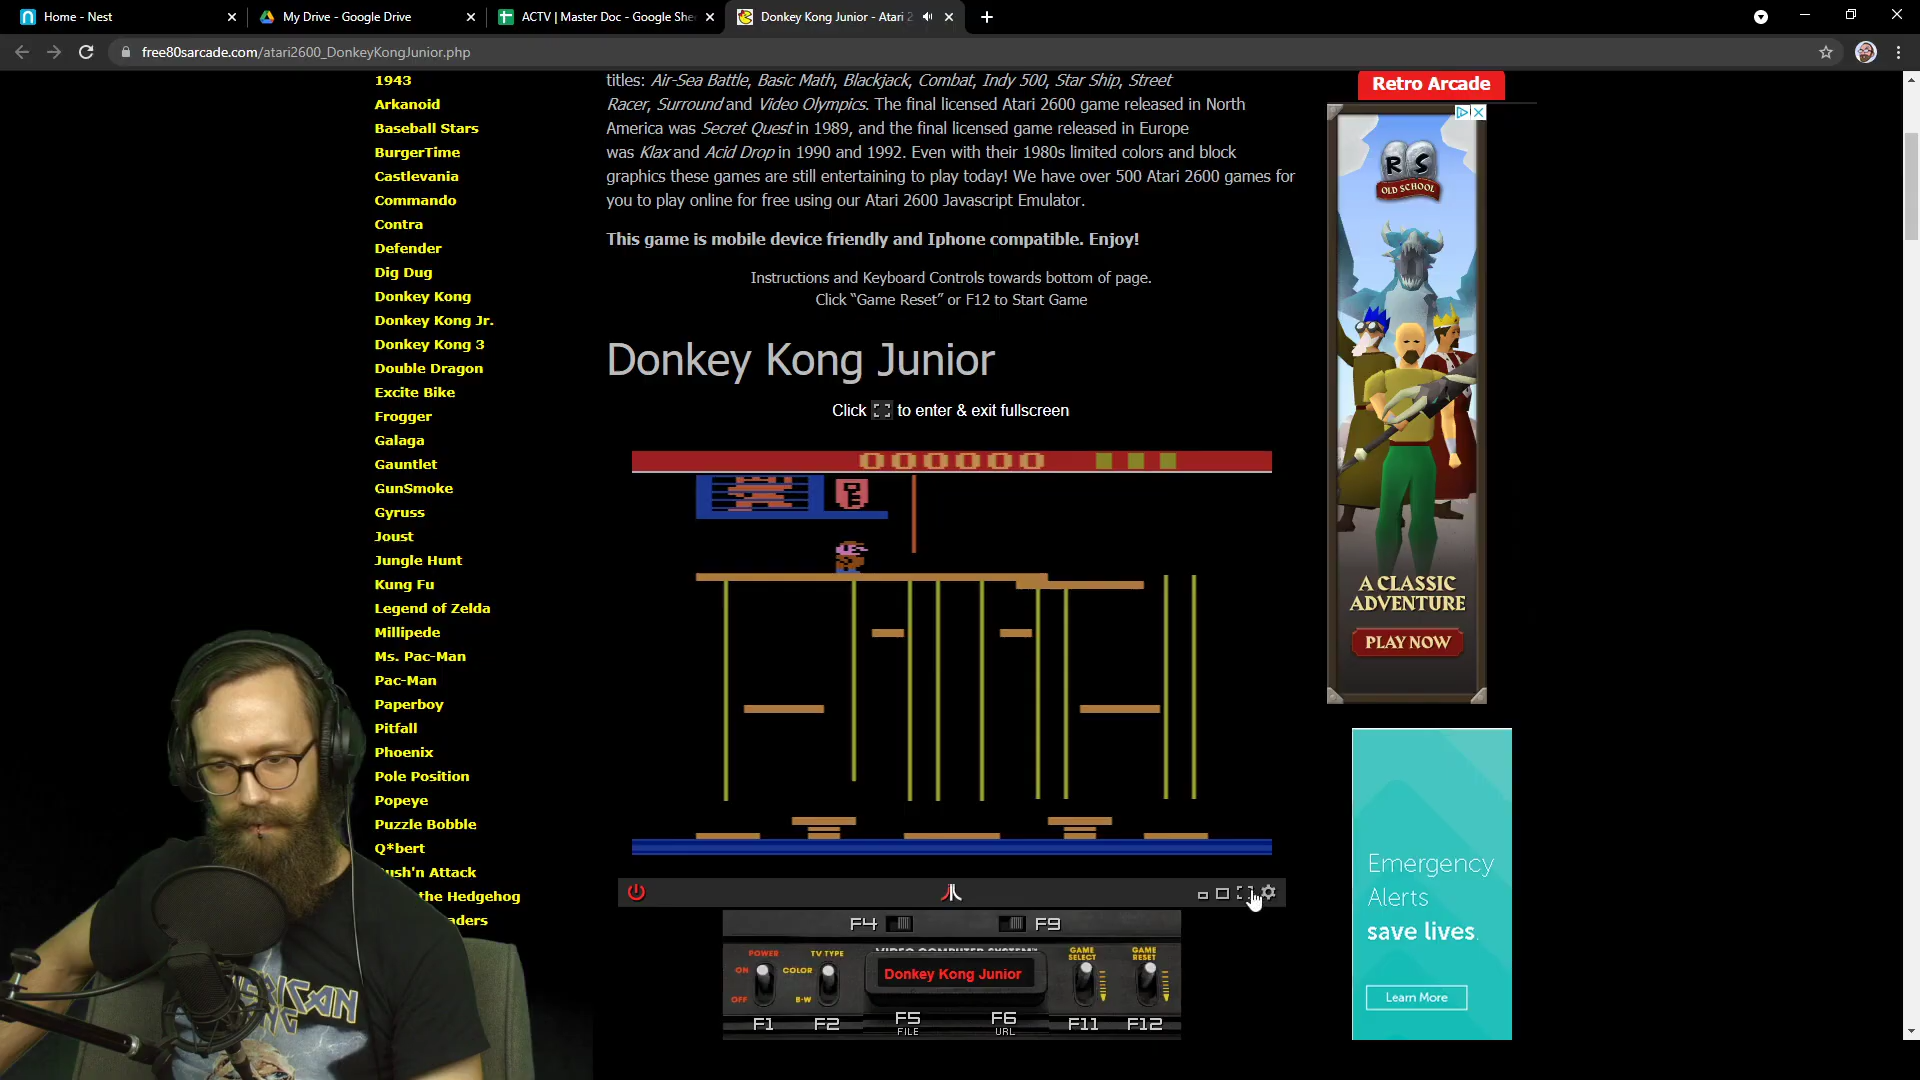 Home - Nest
My Drive - Google Drive
ACTV | Master Doc - Google She
Donkey Kong Junior - Atari 2
free80sarcade.com/atari2600_DonkeyKongJunior.php
1943
Arkanoid
Baseball Stars
BurgerTime
Castlevania
Commando
Contra
Defender
Dig Dug
Donkey Kong
Donkey Kong Jr.
Donkey Kong 3
Double Dragon
Excite Bike
Frogger
Galaga
Gauntlet
GunSmoke
Gyruss
Joust
Jungle Hunt
Kung Fu
Legend of Zelda
Millipede
Ms. Pac-Man
Pac-Man
Paperboy
Pitfall
Phoenix
Pole Position
Popeye
Puzzle Bobble
Q*bert
ush'n Attack
the Hedgehog
aders
titles: Air-Sea Battle, Basic Math, Blackjack, Combat, Indy 500, Star Ship, Street
Racer, Surround and Video Olympics. The final licensed Atari 2600 game released in North
America was Secret Quest in 1989, and the final licensed game released in Europe
was Klax and Acid Drop in 1990 and 1992. Even with their 1980s limited colors and block
graphics these games are still entertaining to play today! We have over 500 Atari 2600 games for
you to play online for free using our Atari 2600 Javascript Emulator.
This game is mobile device friendly and Iphone compatible. Enjoy!
Instructions and Keyboard Controls towards bottom of page.
Click “Game Reset” or F12 to Start Game
Donkey Kong Junior
Click to enter & exit fullscreen
000000
F4 F9
VIDEO COMPUTER SYSTEM™
POWER
ON
OFF
TV TYPE
COLOR
B-W
Donkey Kong Junior
GAME
SELECT
GAME
RESET
F1 F2 F5 F6 F11 F12
FILE URL
Retro Arcade
RS
OLD SCHOOL
A CLASSIC
ADVENTURE
PLAY NOW
Emergency
Alerts
save lives.
Learn More